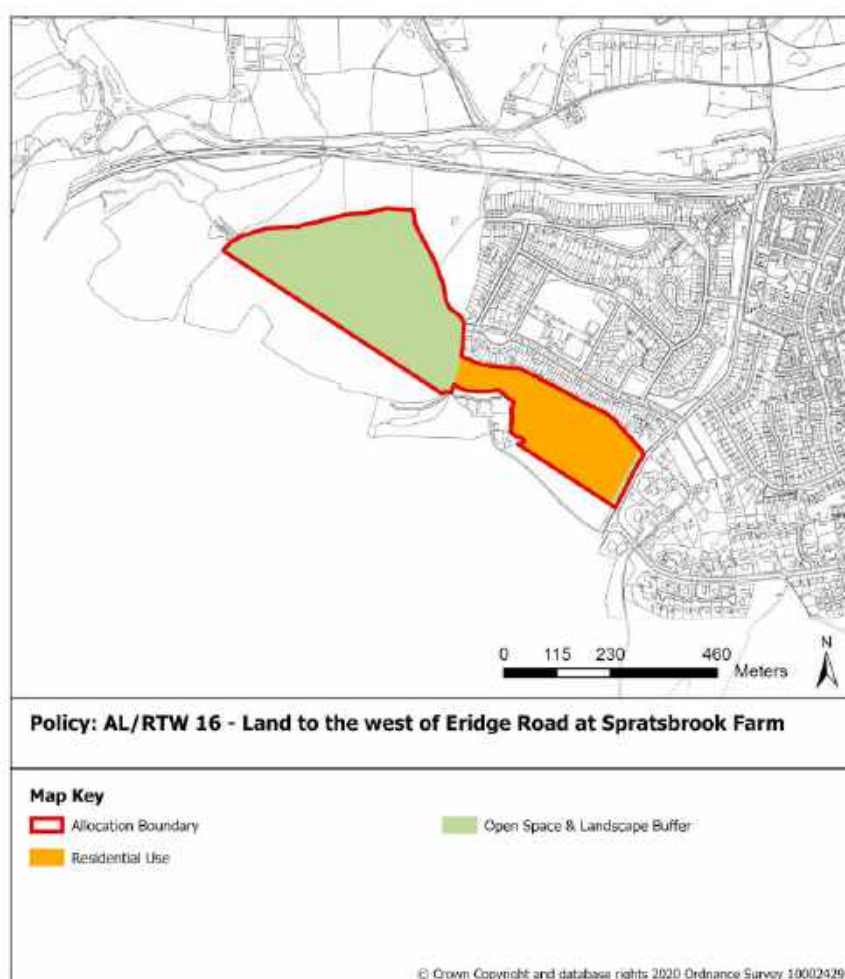 N
0 115 230 460
Meters
Policy: AL/RTW 16 - Land to the west of Eridge Road at Spratsbrook Farm
Map Key
Allocation Boundary
Open Space & Landscape Buffer
Residential Use
© Crown Copyright and database rights 2020 Ordnance Survey 10002429